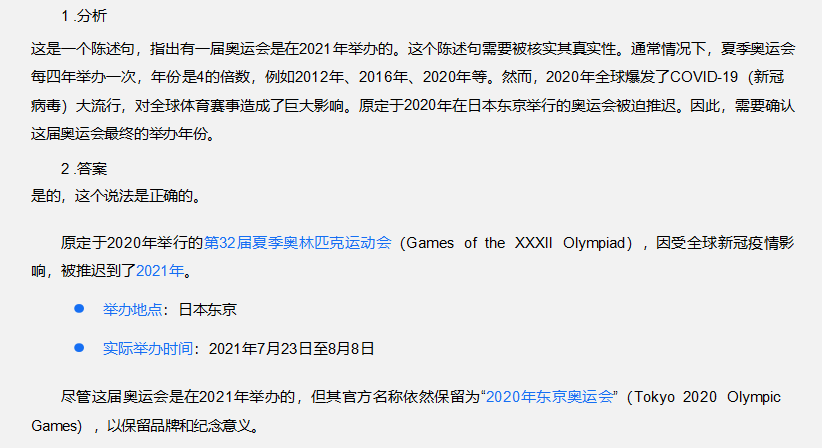 1 .分析
这是一个陈述句，指出有一届奥运会是在2021年举办的。这个陈述句需要被核实其真实性。通常情况下，夏季奥运会
每四年举办一次，年份是4的倍数，例如2012年、2016年、2020年等。然而，2020年全球爆发了COVID-19（新冠
病毒）大流行，对全球体育赛事造成了巨大影响。原定于2020年在日本东京举行的奥运会被迫推迟。因此，需要确认
这届奥运会最终的举办年份。
2 .答案
是的，这个说法是正确的。
原定于2020年举行的第32届夏季奥林匹克运动会（Games of the XXXII Olympiad），因受全球新冠疫情影
响，被推迟到了2021年。
● 举办地点：日本东京
● 实际举办时间：2021年7月23日至8月8日
尽管这届奥运会是在2021年举办的，但其官方名称依然保留为“2020年东京奥运会”（Tokyo 2020 Olympic
Games），以保留品牌和纪念意义。